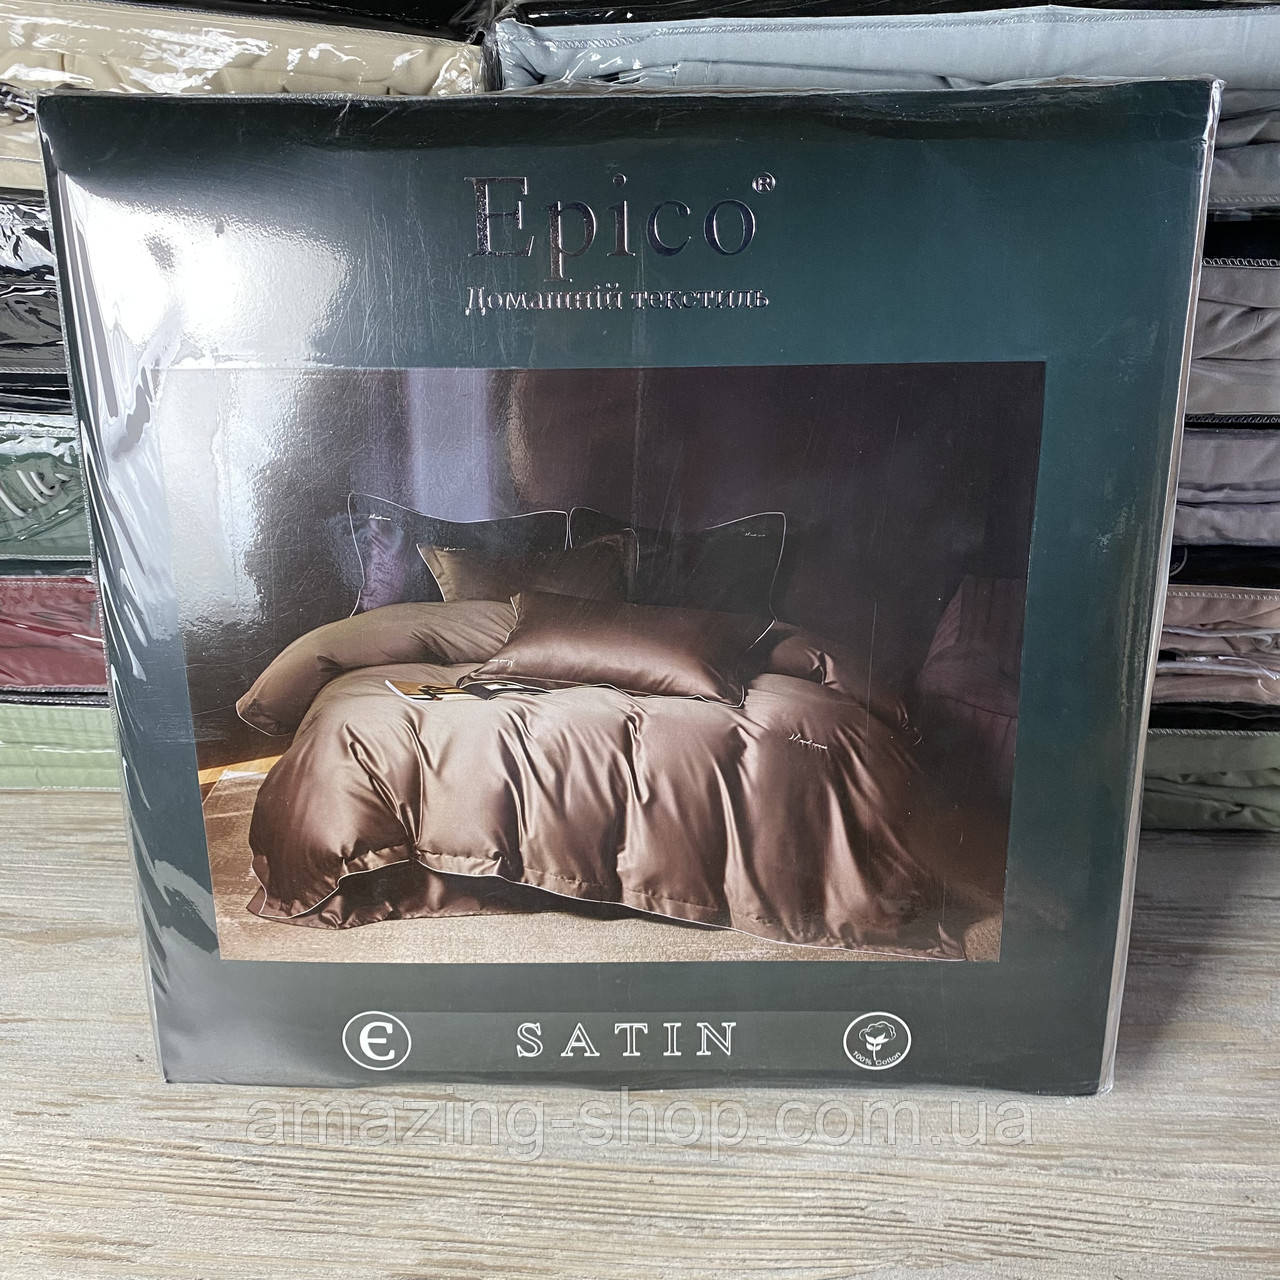 Epico®
Домашній текстиль
Є SATIN 100% Cotton
amazing-shop.com.ua